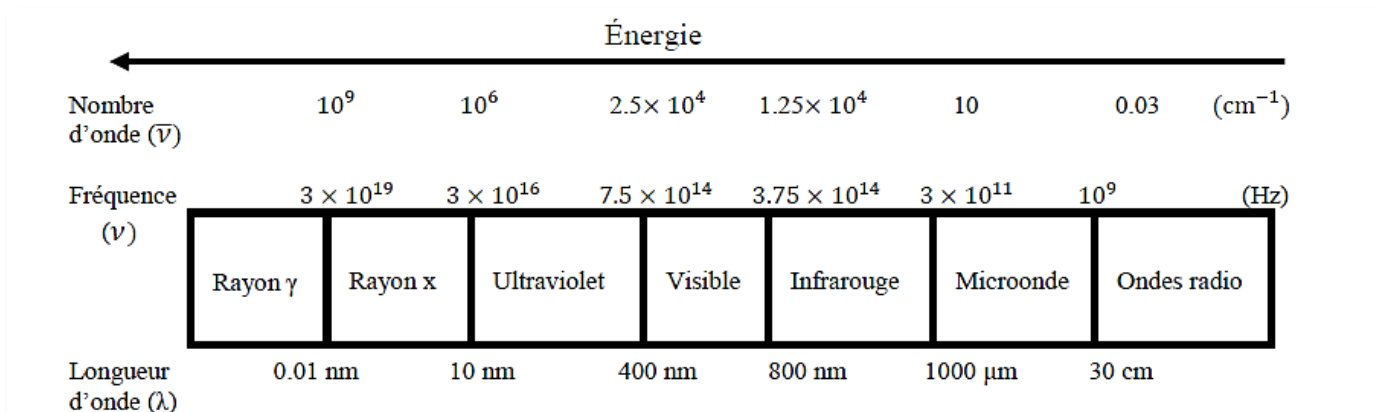 Énergie
Nombre 10⁹ 10⁶ 2.5× 10⁴ 1.25× 10⁴ 10 0.03 (cm⁻¹)
d’onde (ν̅)
Fréquence 3 × 10¹⁹ 3 × 10¹⁶ 7.5 × 10¹⁴ 3.75 × 10¹⁴ 3 × 10¹¹ 10⁹ (Hz)
(ν)
Rayon γ Rayon x Ultraviolet Visible Infrarouge Microonde Ondes radio
Longueur 0.01 nm 10 nm 400 nm 800 nm 1000 μm 30 cm
d’onde (λ)